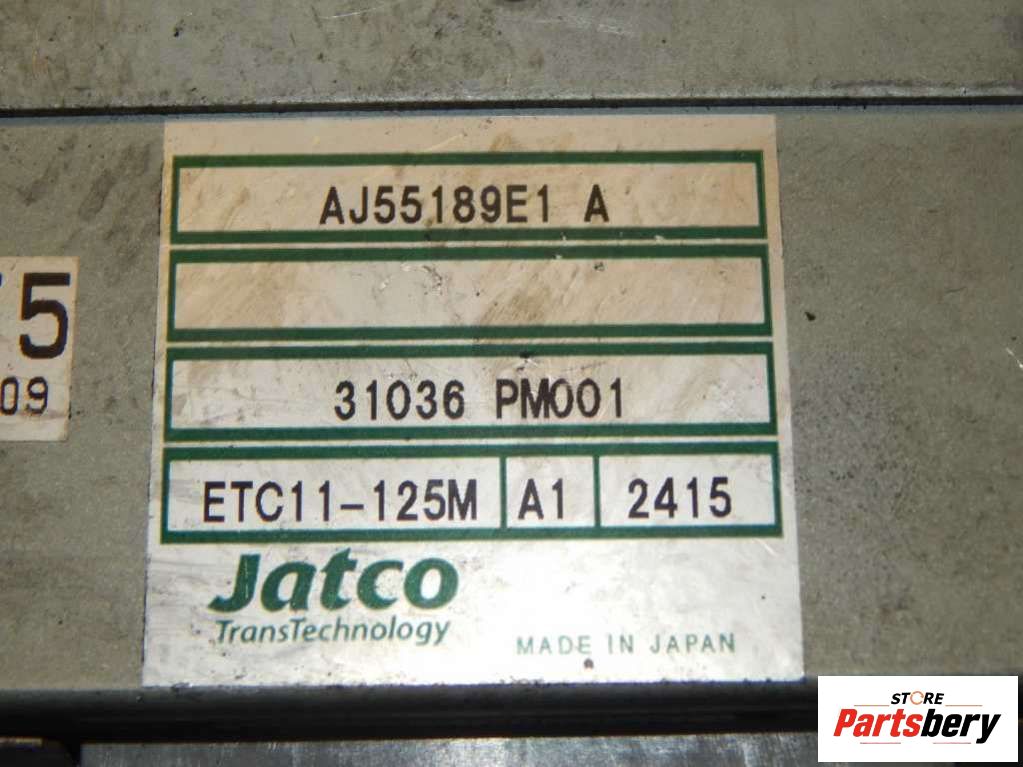 AJ55189E1 A
5
09
31036 PM001
ETC11-125M A1 2415
Jatco
TransTechnology
MADE IN JAPAN
STORE
Partsbery